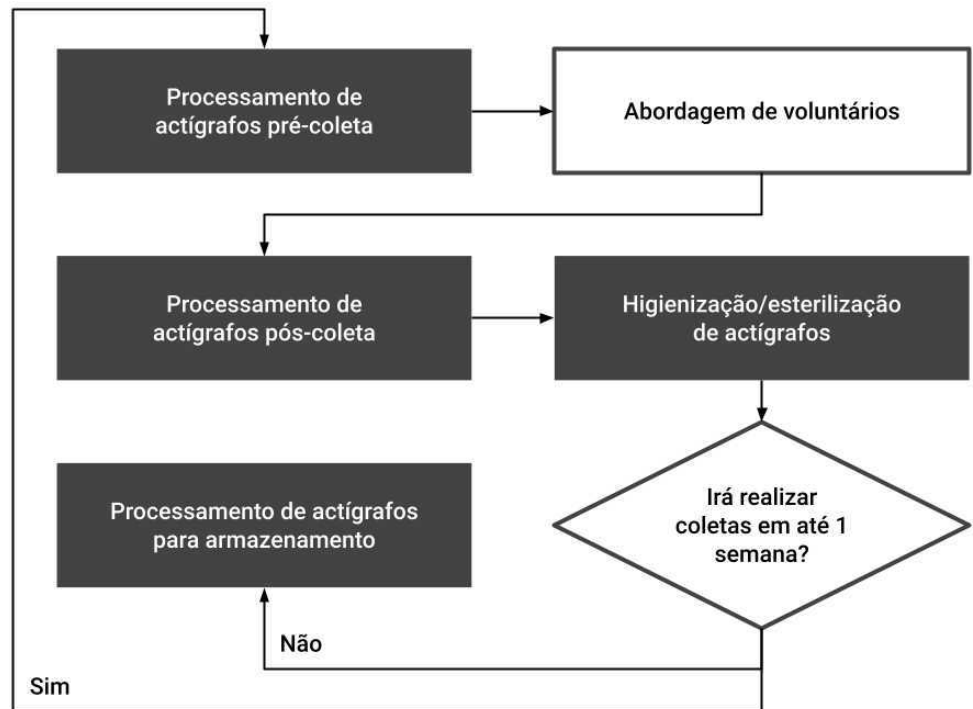 Processamento de
actígrafos pré-coleta
Abordagem de voluntários
Processamento de
actígrafos pós-coleta
Higienização/esterilização
de actígrafos
Irá realizar
coletas em até 1
semana?
Processamento de actígrafos
para armazenamento
Não
Sim